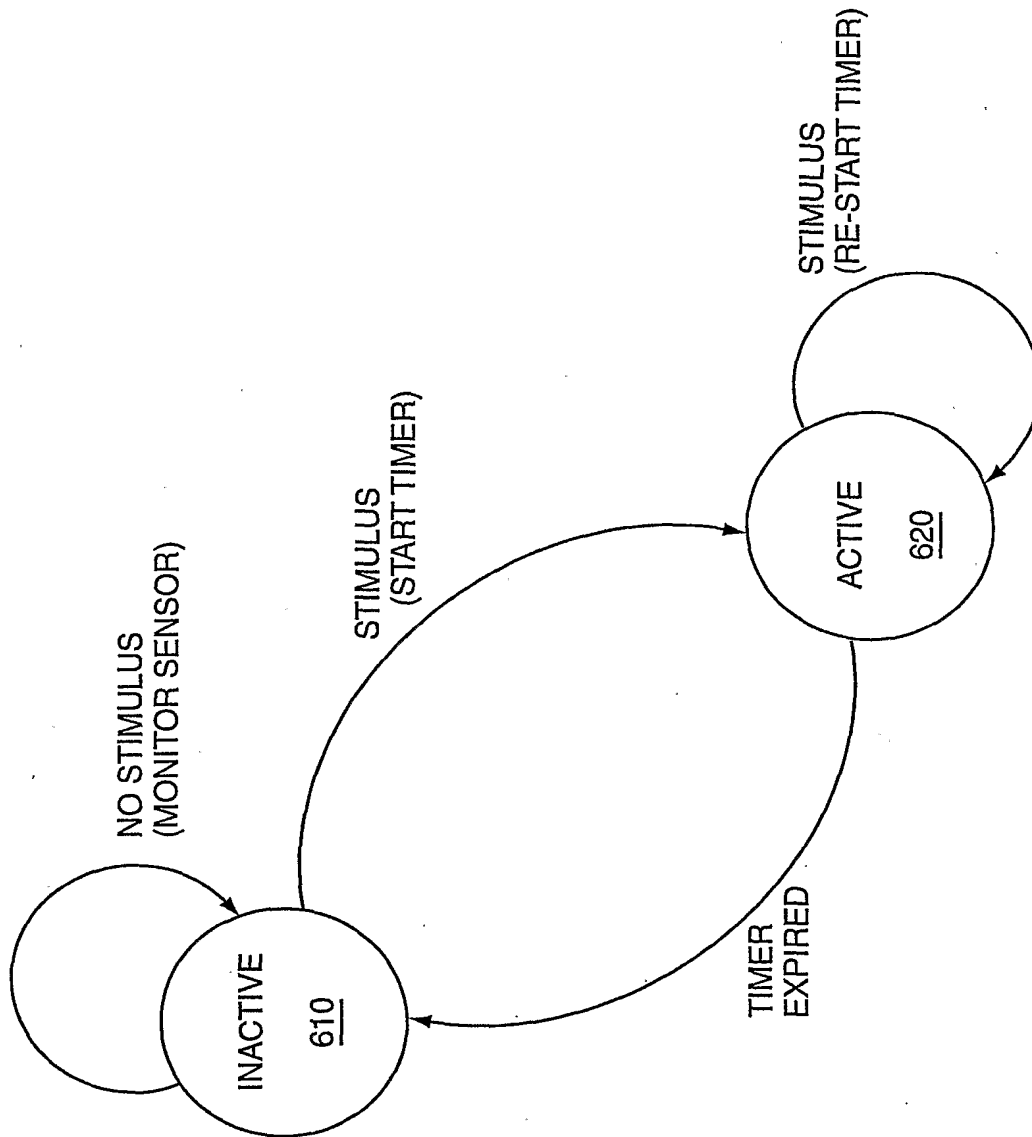 NO STIMULUS
(MONITOR SENSOR)
INACTIVE
610
STIMULUS
(START TIMER)
TIMER
EXPIRED
ACTIVE
620
STIMULUS
(RE-START TIMER)